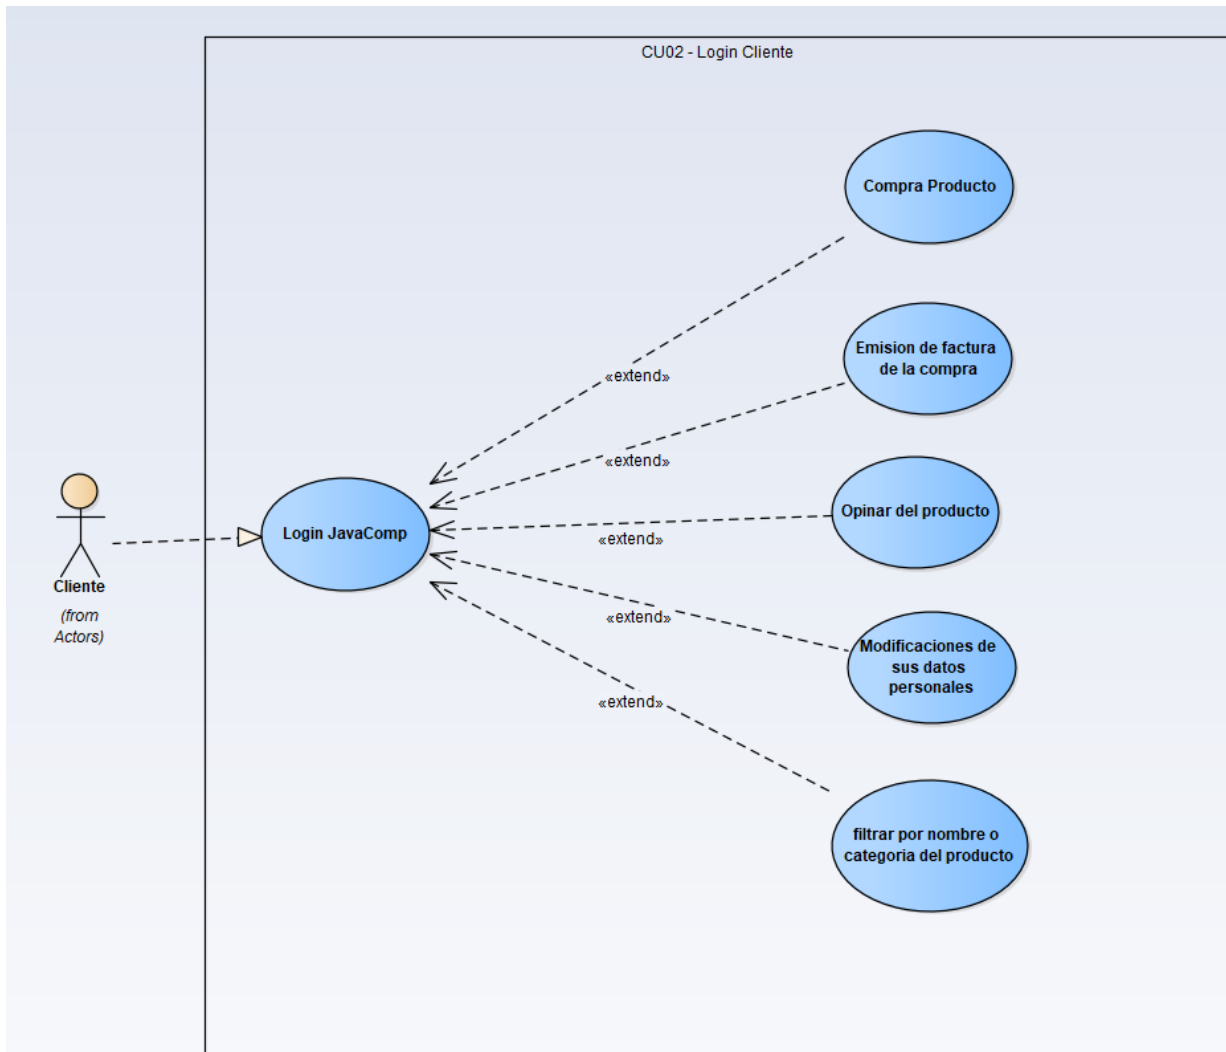 CU02 - Login Cliente
Compra Producto
Emision de factura
de la compra
«extend»
«extend»
Opinar del producto
Login JavaComp
«extend»
Cliente
(from
Actors)
«extend»
Modificaciones de
sus datos
personales
«extend»
filtrar por nombre o
categoria del producto